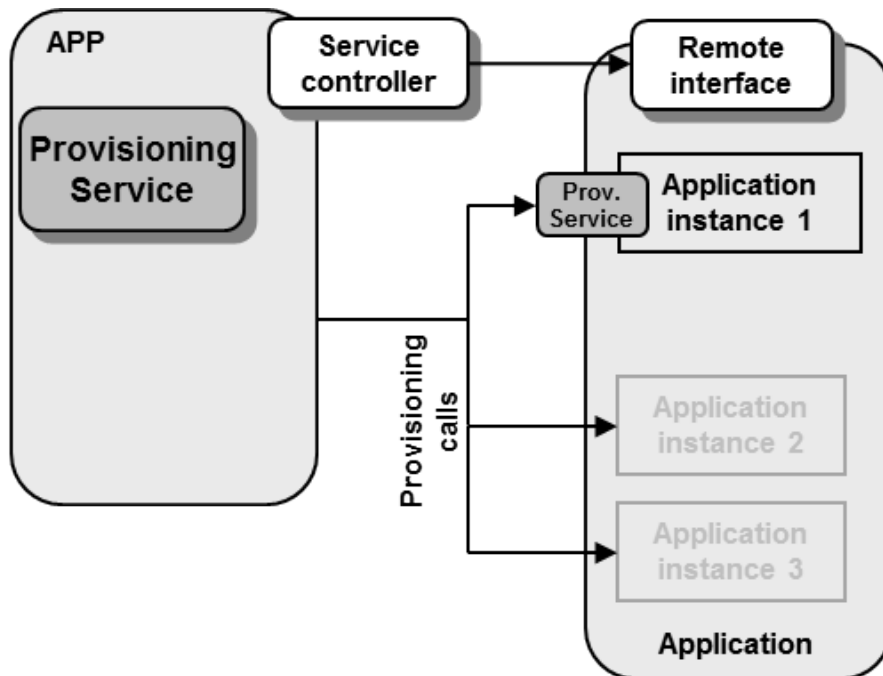 APP
Service
controller
Remote
interface
Provisioning
Service
Prov.
Service
Application
instance 1
Provisioning
calls
Application
instance 2
Application
instance 3
Application